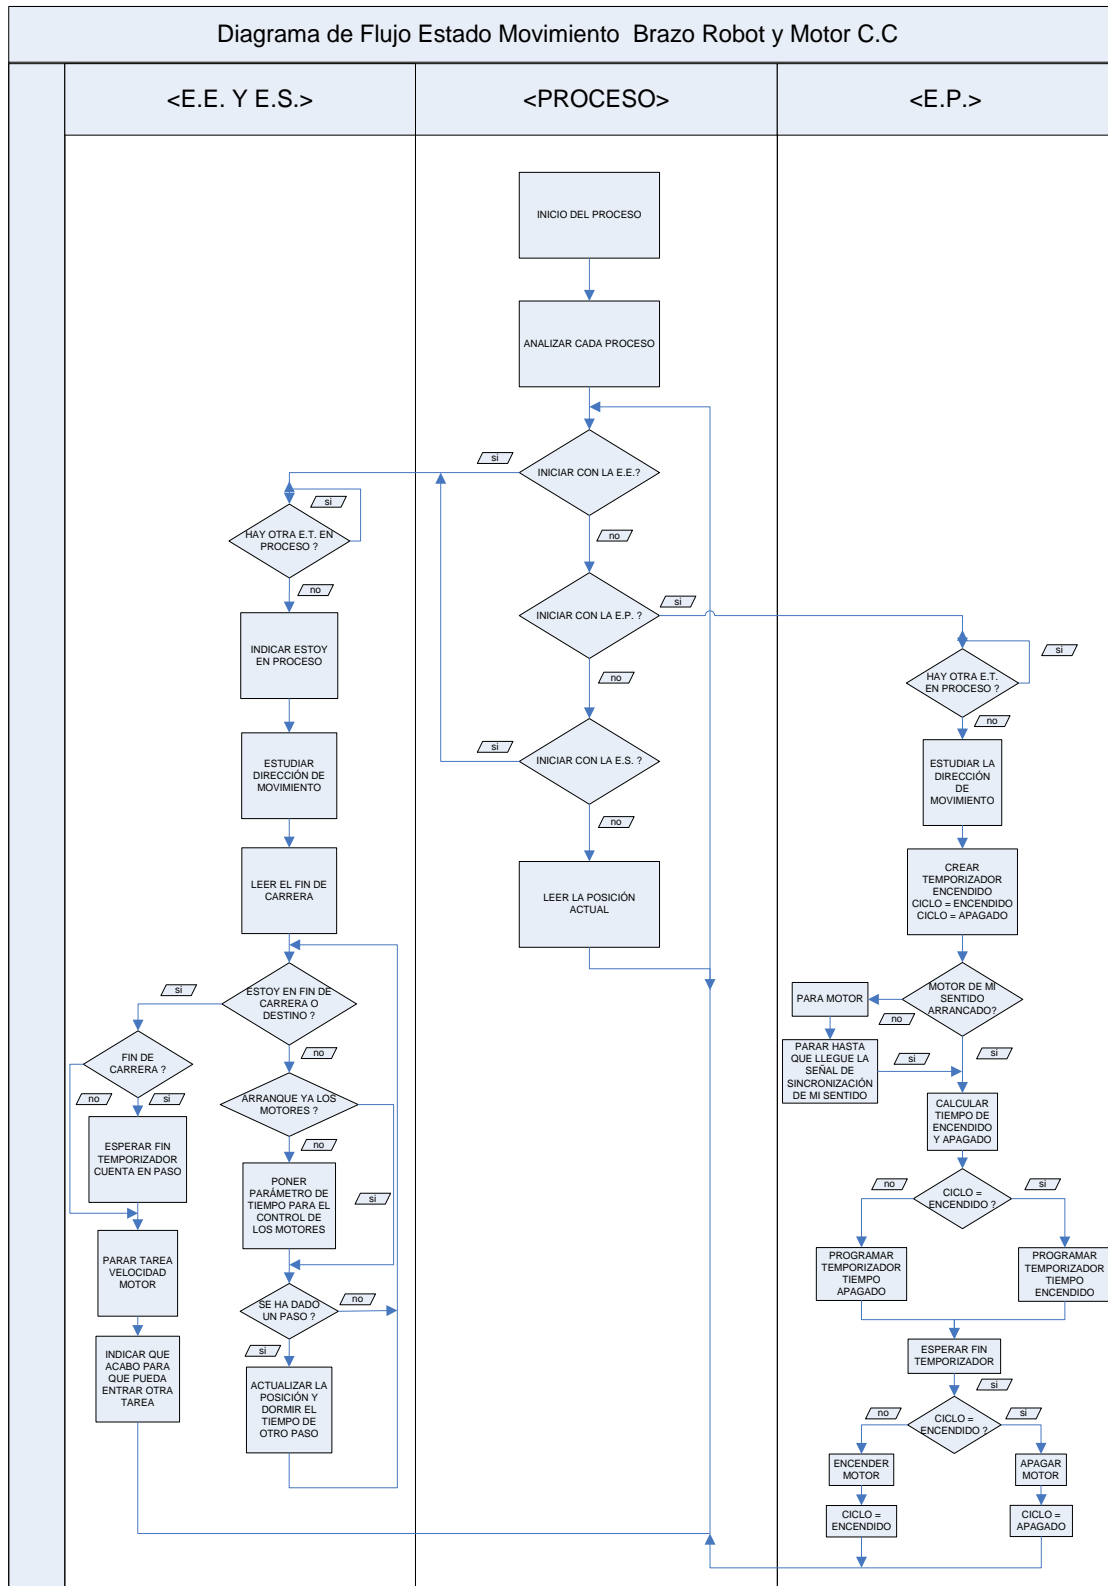 Diagrama de Flujo Estado Movimiento Brazo Robot y Motor C.C
<E.E. Y E.S.>
<PROCESO>
<E.P.>
INICIO DEL PROCESO
ANALIZAR CADA PROCESO
INICIAR CON LA E.E.?
si
no
INICIAR CON LA E.P. ?
si
no
INICIAR CON LA E.S. ?
si
no
LEER LA POSICIÓN
ACTUAL
si
HAY OTRA E.T. EN
PROCESO ?
no
INDICAR ESTOY
EN PROCESO
ESTUDIAR
DIRECCIÓN DE
MOVIMIENTO
LEER EL FIN DE
CARRERA
ESTOY EN FIN DE
CARRERA O
DESTINO ?
si
no
FIN DE
CARRERA ?
no
si
ESPERAR FIN
TEMPORIZADOR
CUENTA EN PASO
PARAR TAREA
VELOCIDAD
MOTOR
INDICAR QUE
ACABO PARA
QUE PUEDA
ENTRAR OTRA
TAREA
ARRANQUE YA LOS
MOTORES ?
no
si
PONER
PARÁMETRO DE
TIEMPO PARA EL
CONTROL DE
LOS MOTORES
SE HA DADO
UN PASO ?
no
si
ACTUALIZAR LA
POSICIÓN Y
DORMIR EL
TIEMPO DE
OTRO PASO
si
HAY OTRA E.T.
EN PROCESO ?
no
ESTUDIAR LA
DIRECCIÓN
DE
MOVIMIENTO
CREAR
TEMPORIZADOR
ENCENDIDO
CICLO = ENCENDIDO
CICLO = APAGADO
MOTOR DE MI
SENTIDO
ARRANCADO?
no
si
PARA MOTOR
PARAR HASTA
QUE LLEGUE LA
SEÑAL DE
SINCRONIZACIÓN
DE MI SENTIDO
si
CALCULAR
TIEMPO DE
ENCENDIDO
Y APAGADO
CICLO =
ENCENDIDO ?
no
si
PROGRAMAR
TEMPORIZADOR
TIEMPO
APAGADO
PROGRAMAR
TEMPORIZADOR
TIEMPO
ENCENDIDO
ESPERAR FIN
TEMPORIZADOR
si
CICLO =
ENCENDIDO ?
no
si
ENCENDER
MOTOR
APAGAR
MOTOR
CICLO =
ENCENDIDO
CICLO =
APAGADO